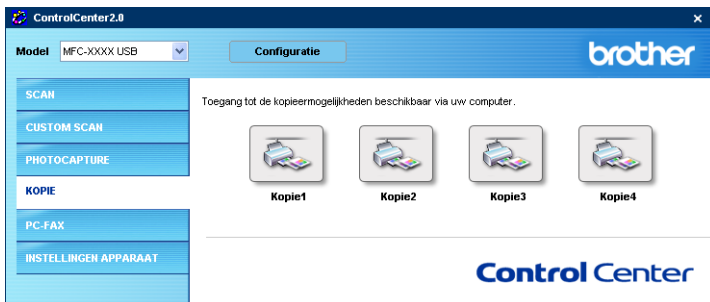 ControlCenter2.0
Model MFC-XXXX USB Configuratie brother
SCAN
CUSTOM SCAN
PHOTOCAPTURE
KOPIE
PC-FAX
INSTELLINGEN APPARAAT
Toegang tot de kopieermogelijkheden beschikbaar via uw computer.
Kopie1 Kopie2 Kopie3 Kopie4
Control Center